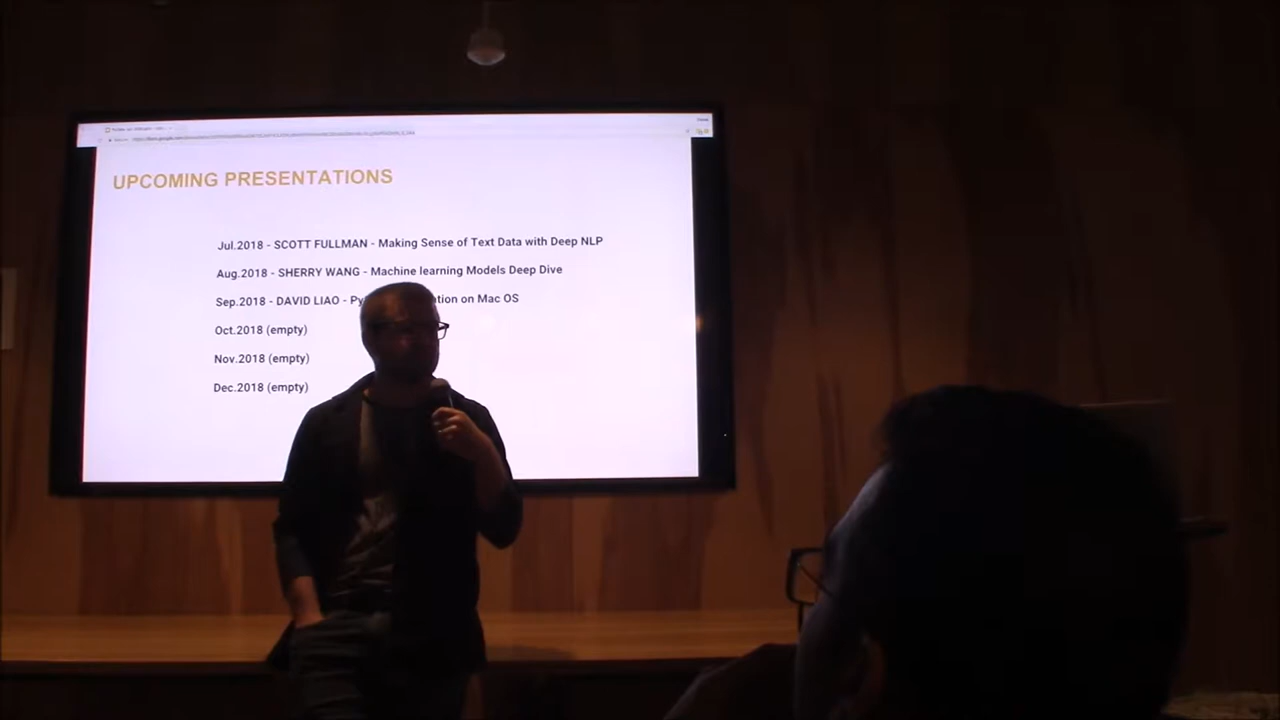 UPCOMING PRESENTATIONS
Jul.2018 - SCOTT FULLMAN - Making Sense of Text Data with Deep NLP
Aug.2018 - SHERRY WANG - Machine learning Models Deep Dive
Sep.2018 - DAVID LIAO - on Mac OS
Oct.2018 (empty)
Nov.2018 (empty)
Dec.2018 (empty)